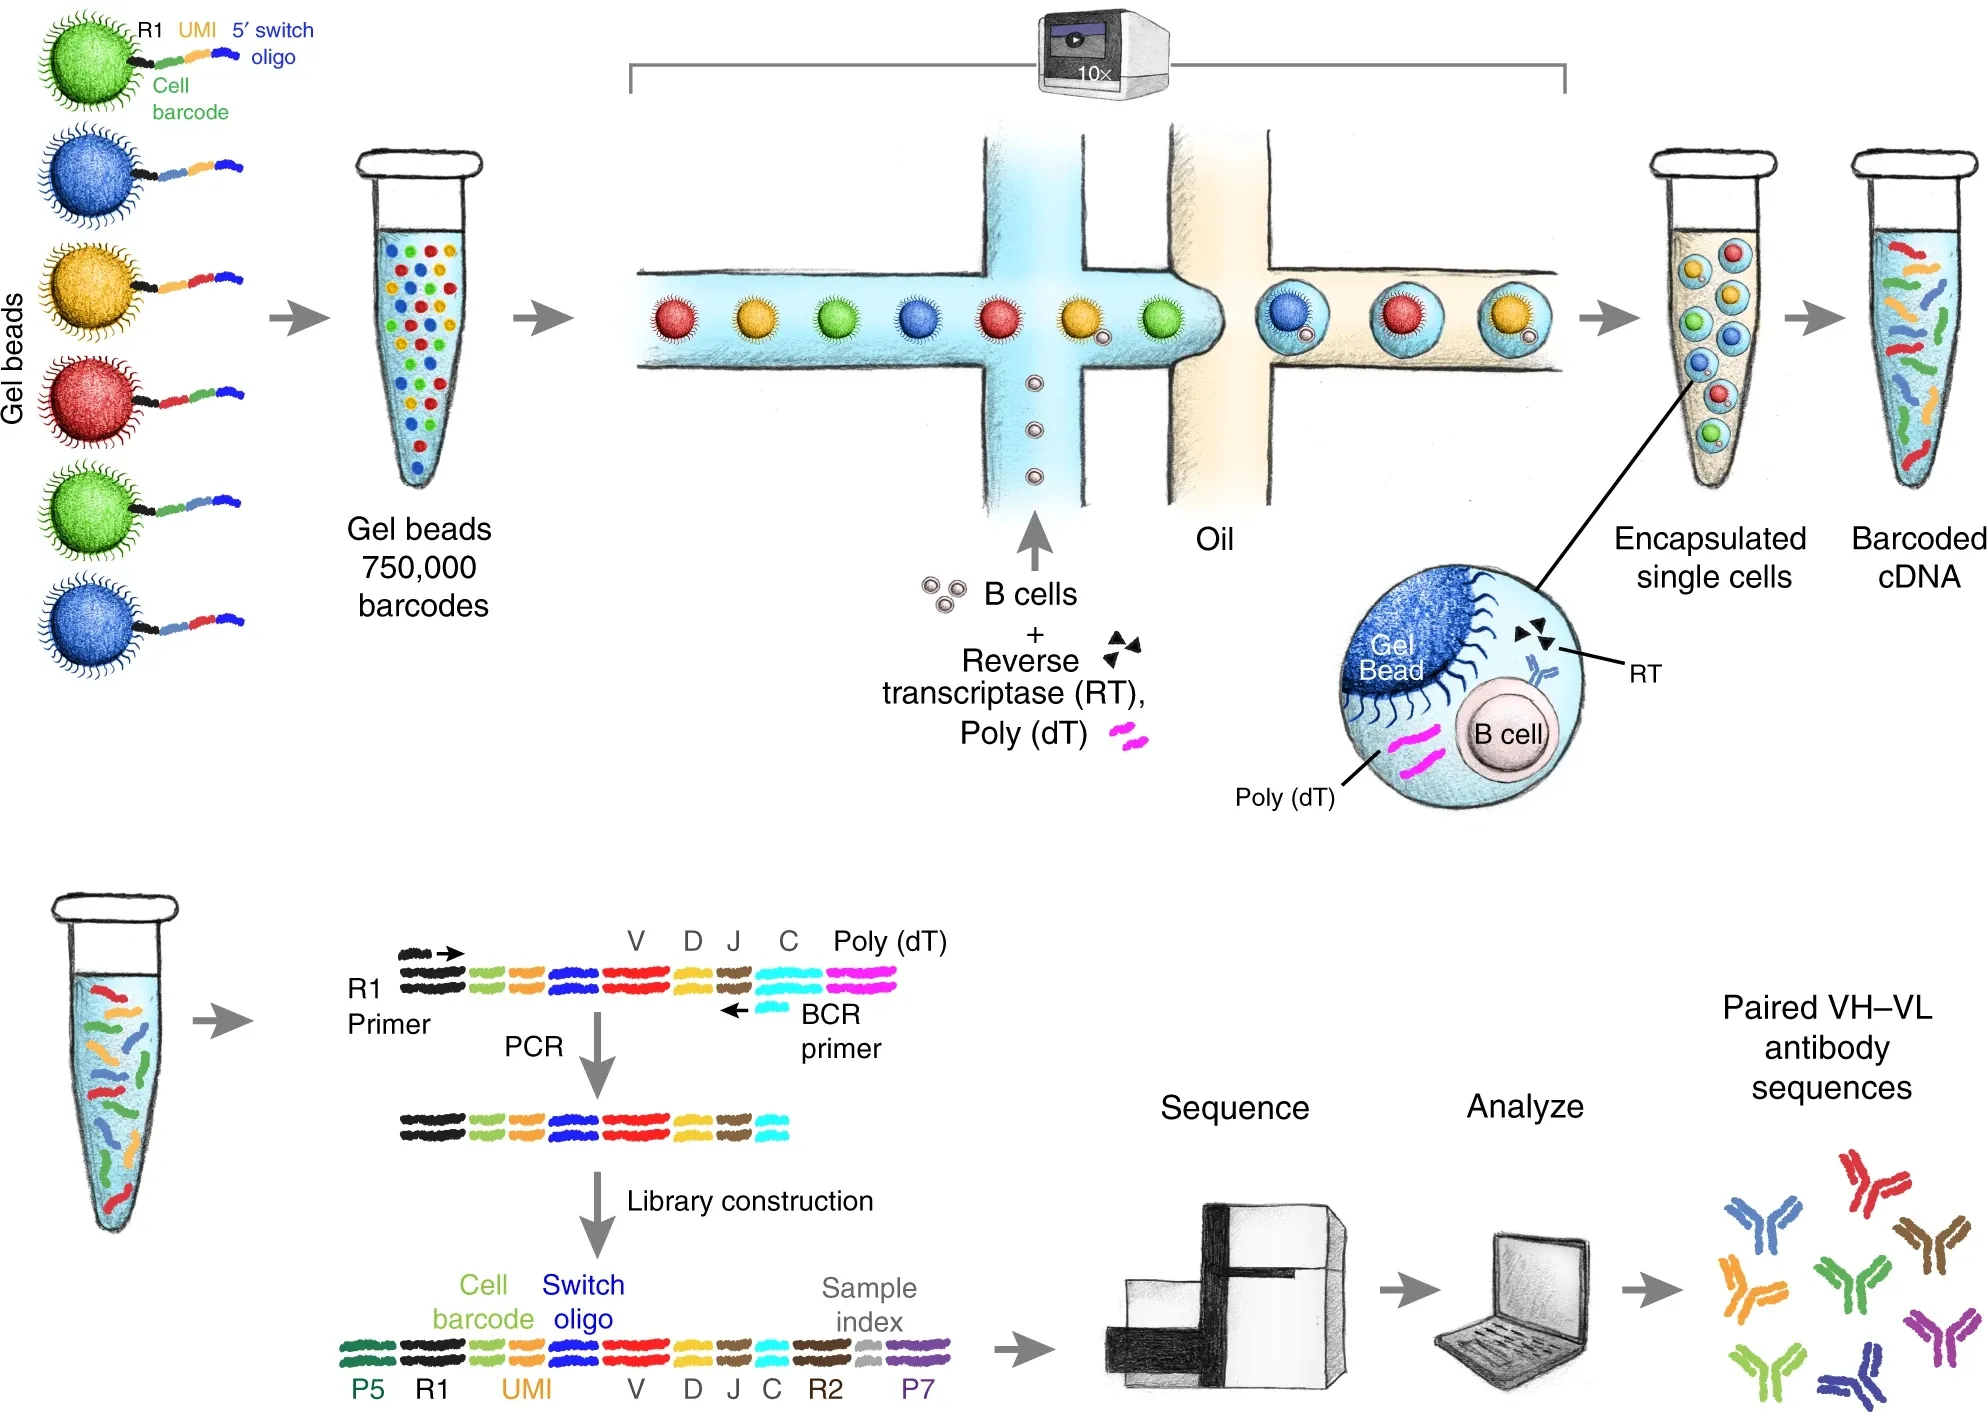 R1 UMI 5′ switch
oligo
Cell
barcode
Gel beads
Gel beads
750,000
barcodes
10×
B cells
+
Reverse
transcriptase (RT),
Poly (dT)
Oil
Encapsulated
single cells
Barcoded
cDNA
Gel
Bead
RT
B cell
Poly (dT)
V D J C Poly (dT)
R1
Primer
BCR
primer
PCR
Library construction
Cell
barcode
Switch
oligo
Sample
index
P5 R1 UMI V D J C R2 P7
Sequence
Analyze
Paired VH–VL
antibody
sequences